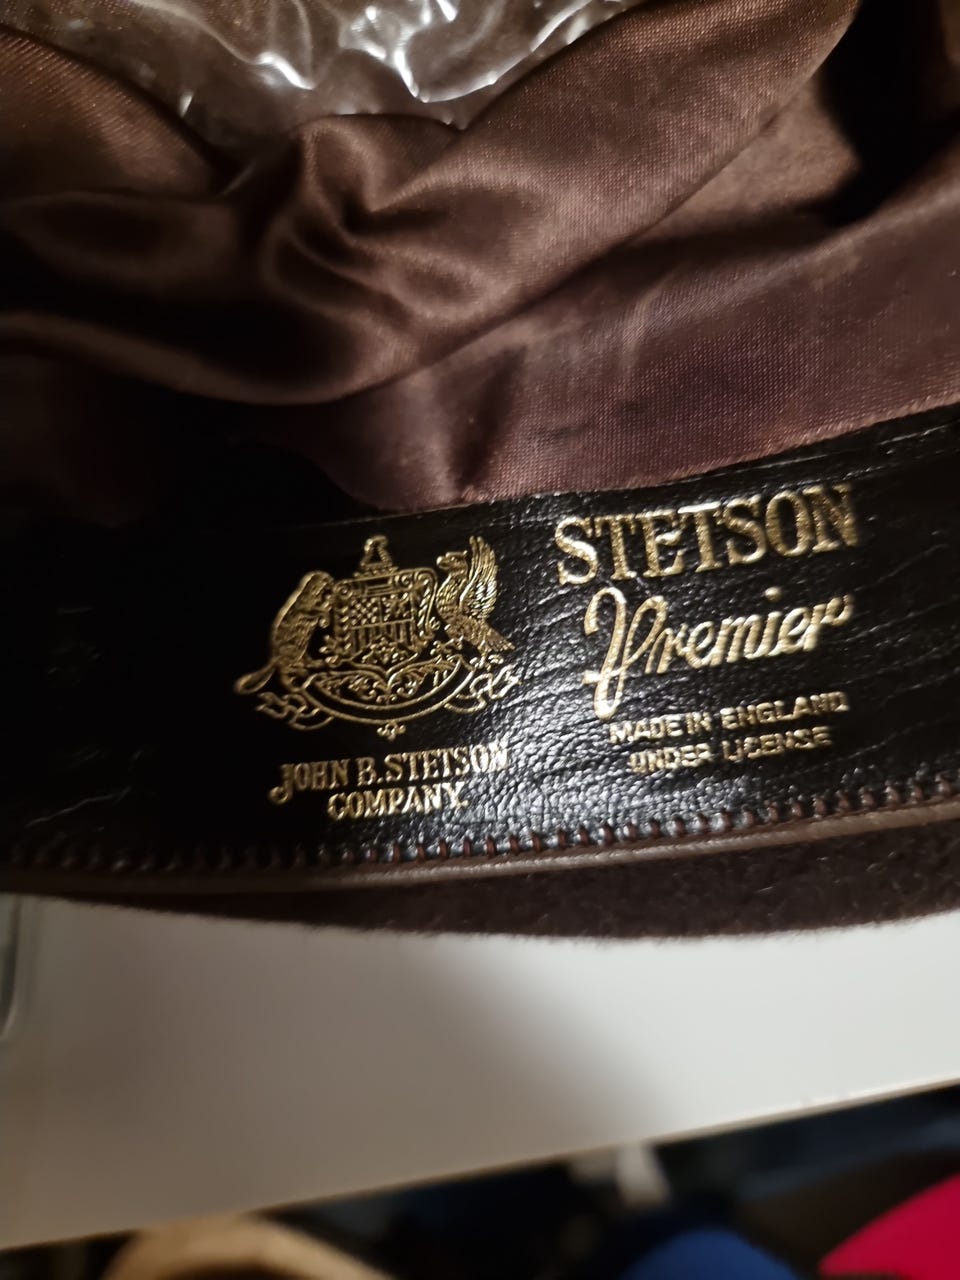 STETSON
Premier
MADE IN ENGLAND
UNDER LICENSE
JOHN B. STETSON
COMPANY.